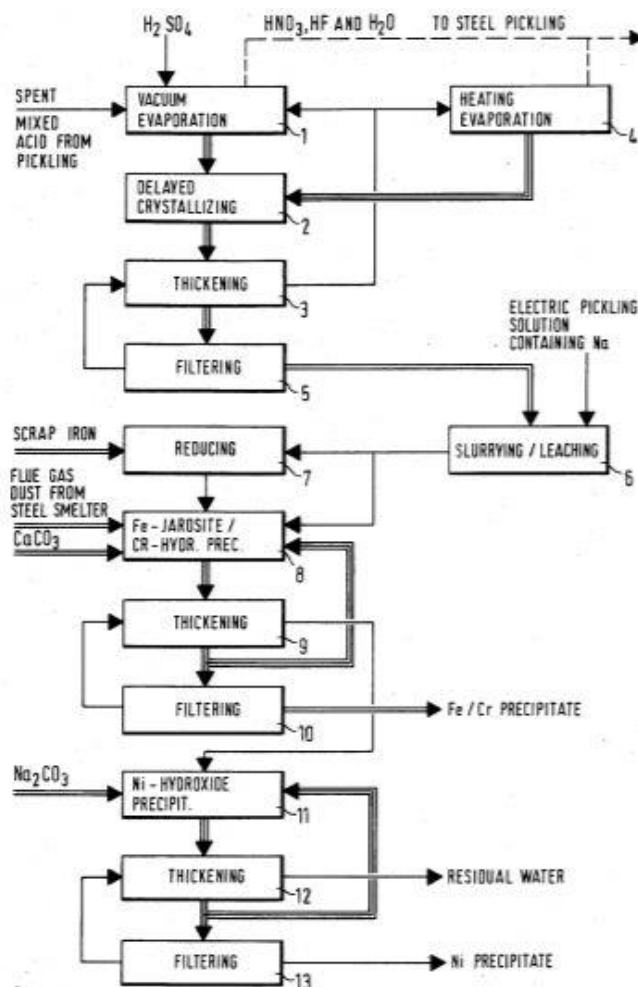 H2SO4
HNO3, HF AND H2O TO STEEL PICKLING
SPENT
MIXED
ACID FROM
PICKLING
VACUUM
EVAPORATION
1
HEATING
EVAPORATION
4
DELAYED
CRYSTALLIZING
2
THICKENING
3
ELECTRIC PICKLING
SOLUTION
CONTAINING Na
FILTERING
5
SCRAP IRON
REDUCING
7
SLURRYING / LEACHING
6
FLUE GAS
DUST FROM
STEEL SMELTER
CaCO3
Fe-JAROSITE /
CR-HYDR. PREC.
8
THICKENING
9
FILTERING
10
Fe / Cr PRECIPITATE
Na2CO3
Ni-HYDROXIDE
PRECIPIT.
11
THICKENING
12
RESIDUAL WATER
FILTERING
13
Ni PRECIPITATE